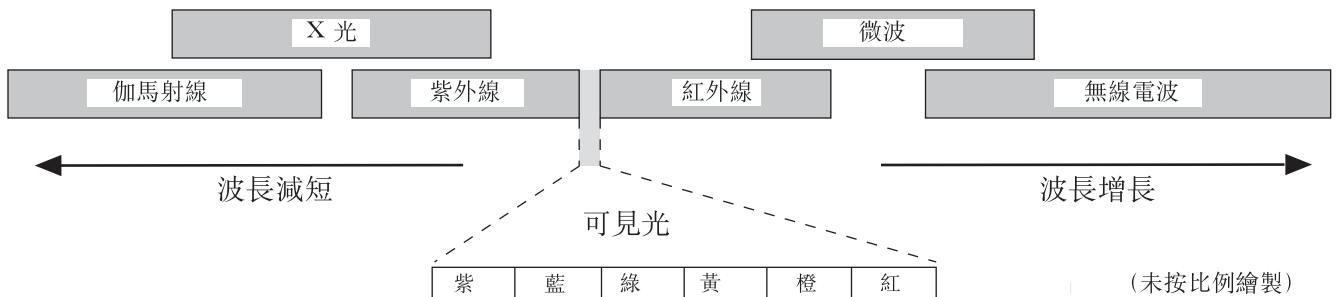 X 光 微波
伽馬射線 紫外線 紅外線 無線電波
波長減短 波長增長
可見光
紫 藍 綠 黃 橙 紅 (未按比例繪製)